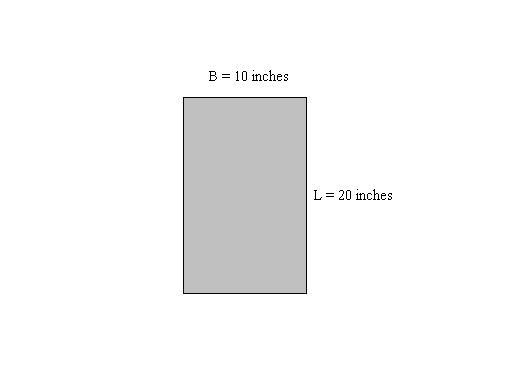 B = 10 inches
L = 20 inches